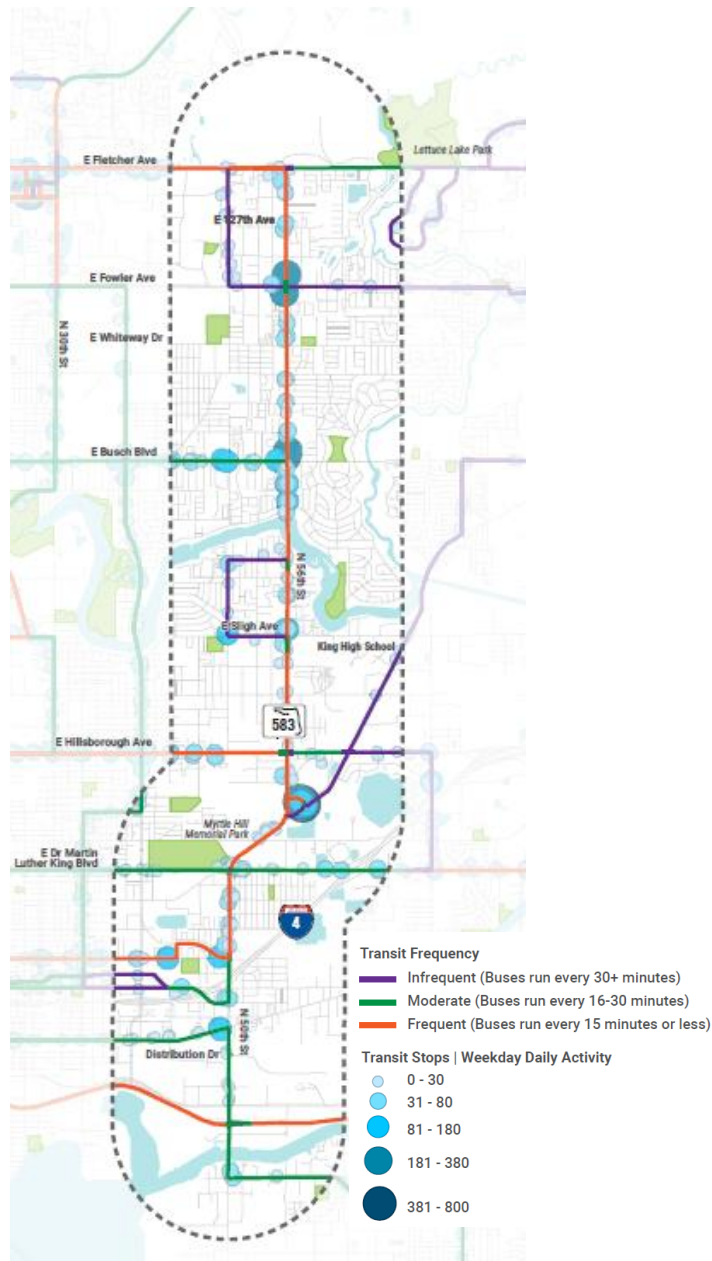 Lettuce Lake Park
E Fletcher Ave
E 127th Ave
E Fowler Ave
N 30th St
E Whiteway Dr
E Busch Blvd
N 56th St
E Sligh Ave
King High School
583
E Hillsborough Ave
Myrtle Hill
Memorial Park
E Dr Martin
Luther King Blvd
4
Transit Frequency
Infrequent (Buses run every 30+ minutes)
Moderate (Buses run every 16-30 minutes)
Frequent (Buses run every 15 minutes or less)
N 50th St
Distribution Dr
Transit Stops | Weekday Daily Activity
0 - 30
31 - 80
81 - 180
181 - 380
381 - 800